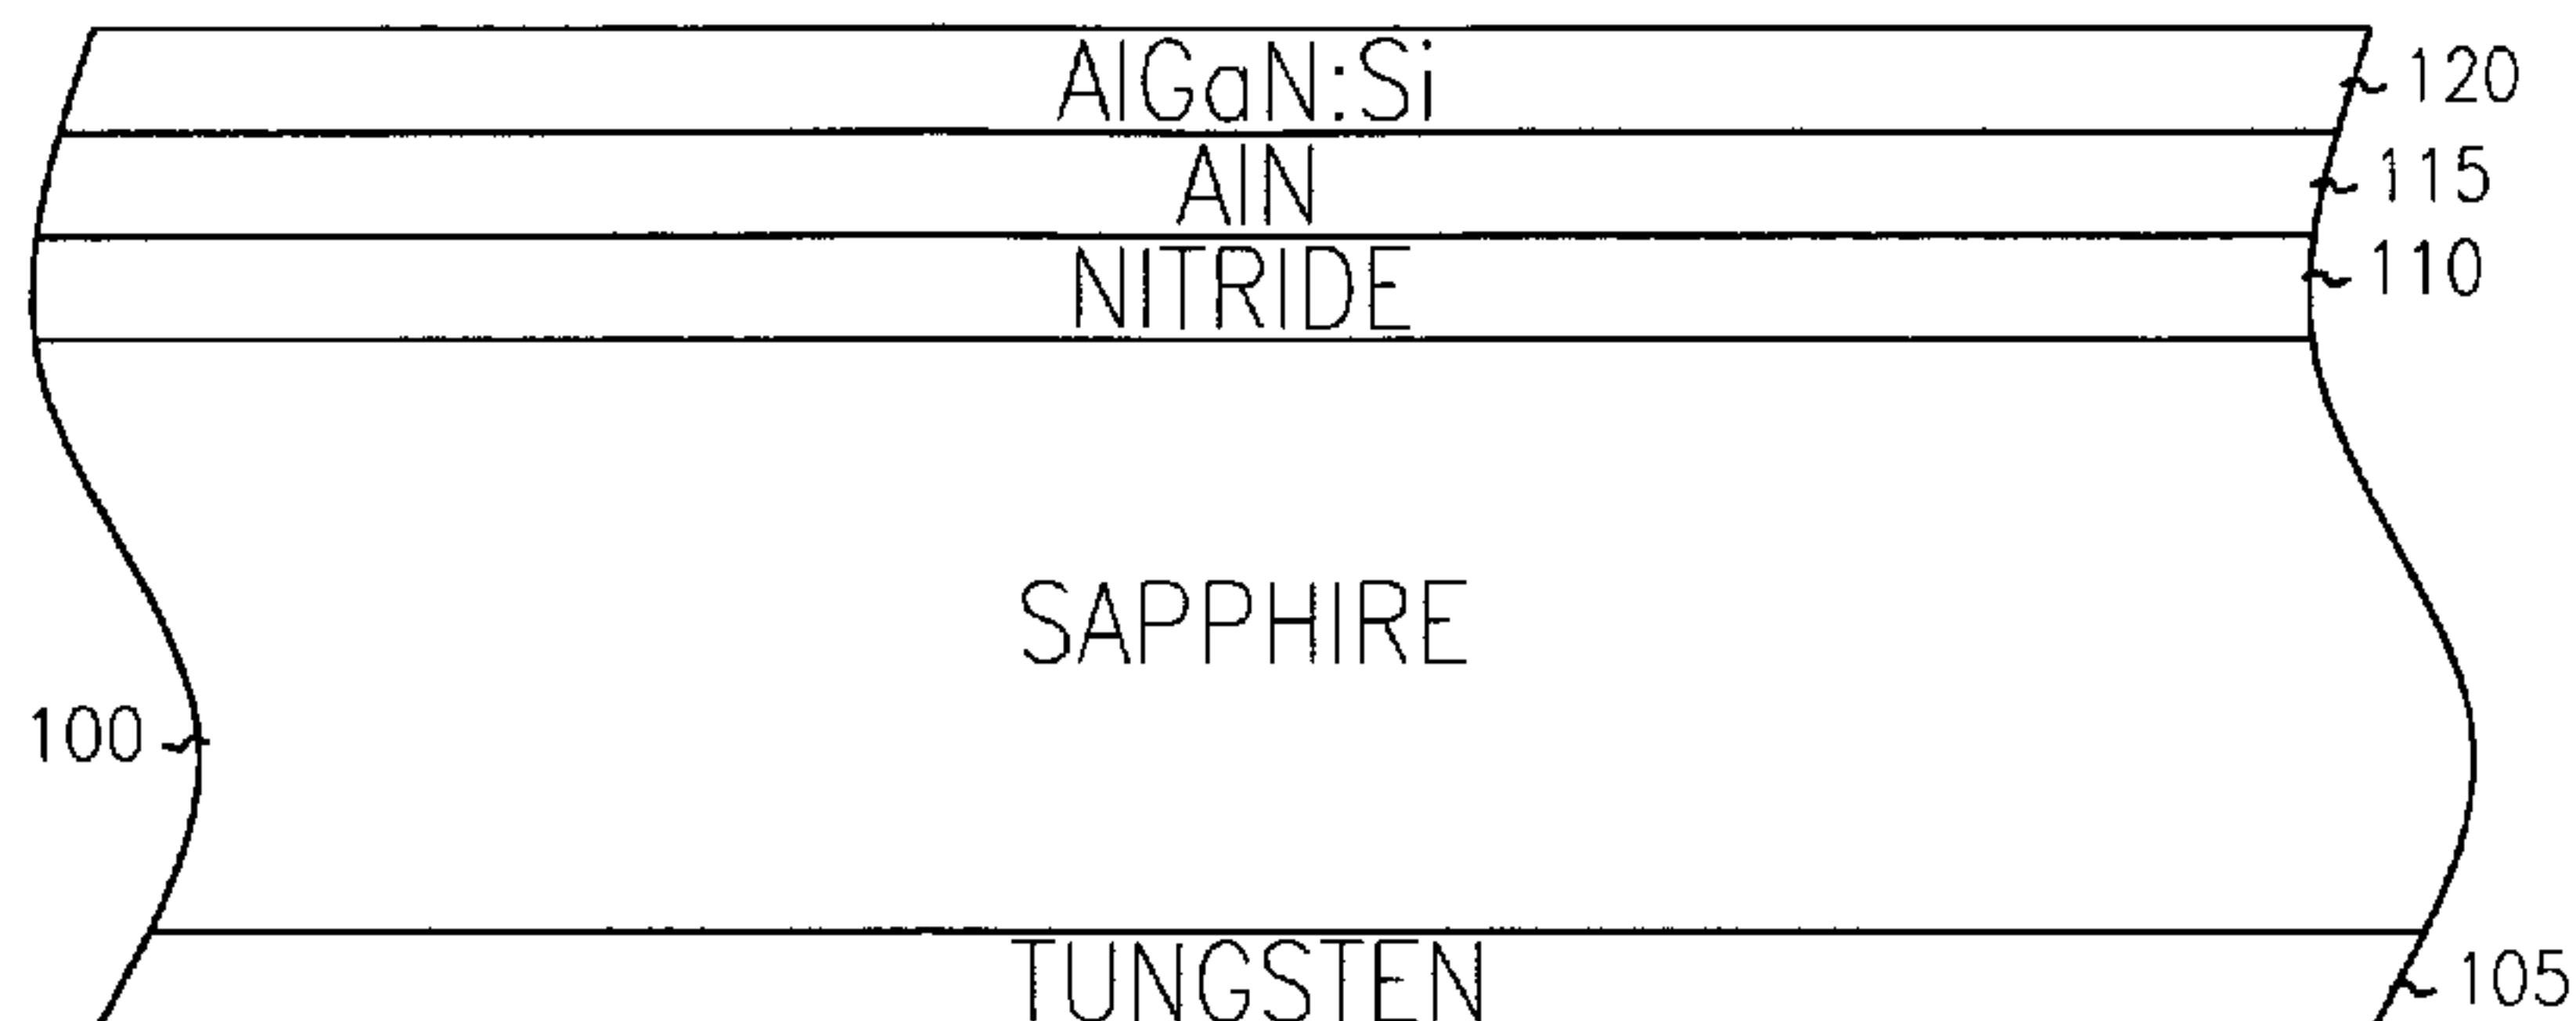 AlGaN:Si 120
AlN 115
NITRIDE 110
SAPPHIRE
100
TUNGSTEN 105